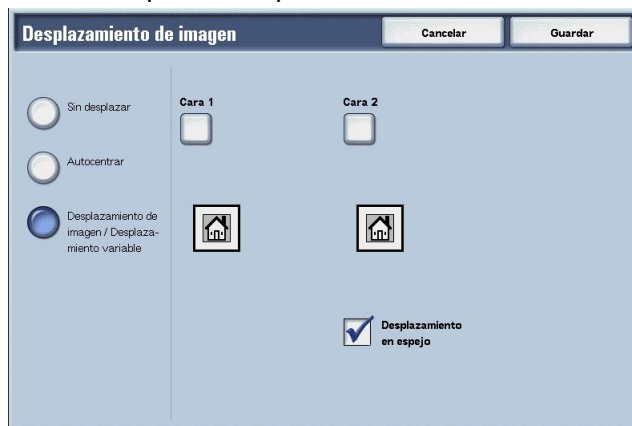 Desplazamiento de imagen
Cancelar
Guardar
Sin desplazar
Autocentrar
Desplazamiento de
imagen / Desplaza-
miento variable
Cara 1
Cara 2
Desplazamiento
en espejo